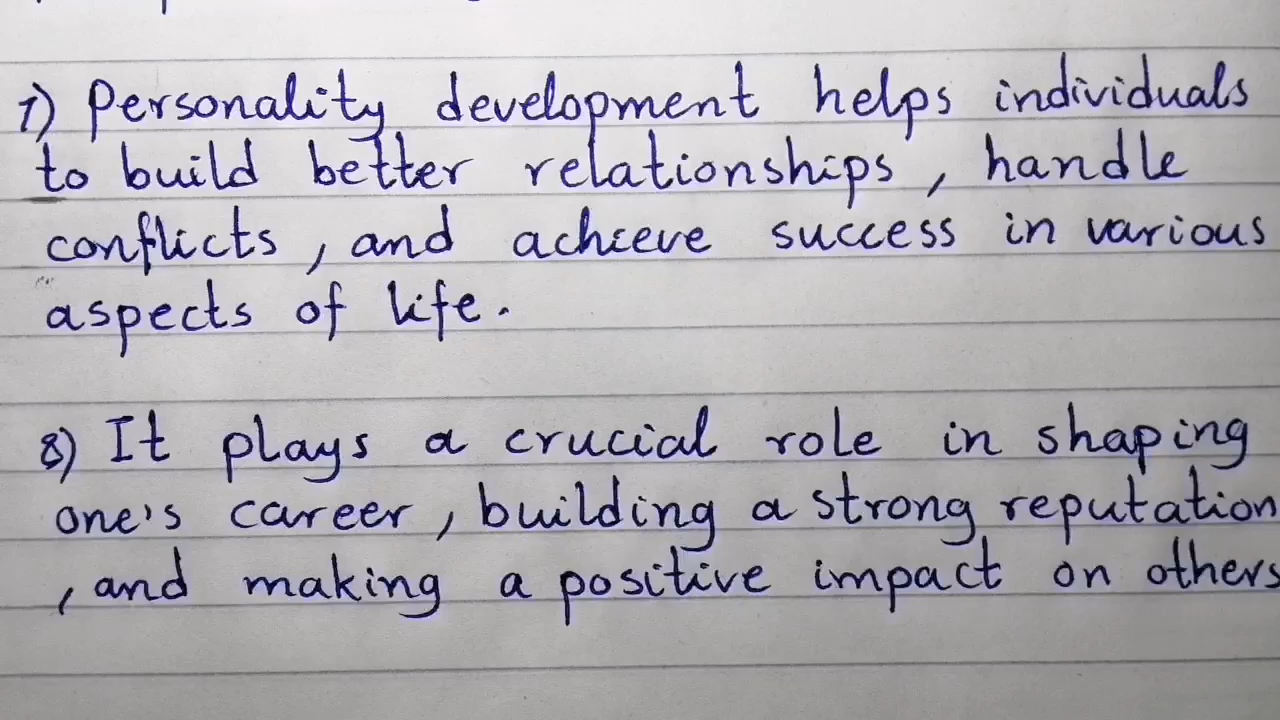 7) Personality development helps individuals
to build better relationships, handle
conflicts, and achieve success in various
aspects of life.
8) It plays a crucial role in shaping
one's career, building a strong reputation
, and making a positive impact on others